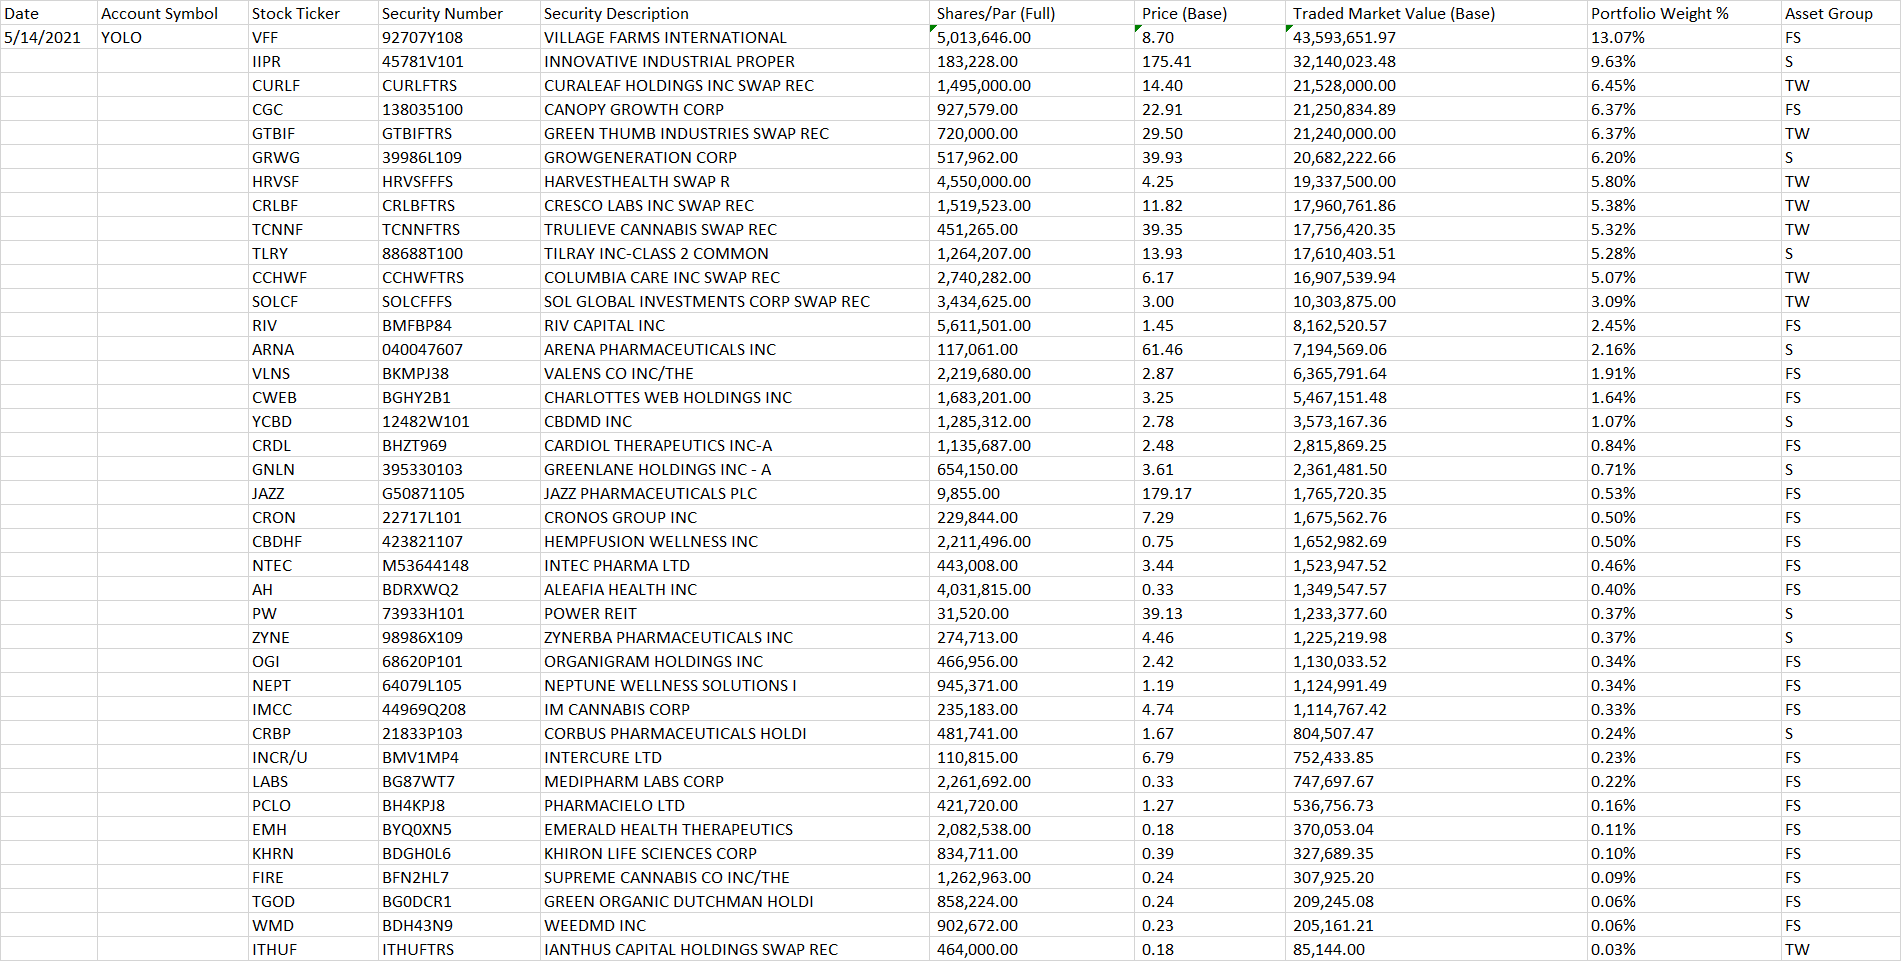 Date Account Symbol Stock Ticker Security Number Security Description Shares/Par (Full) Price (Base) Traded Market Value (Base) Portfolio Weight % Asset Group
5/14/2021 YOLO VFF 92707Y108 VILLAGE FARMS INTERNATIONAL 5,013,646.00 8.70 43,593,651.97 13.07% FS
IIPR 45781V101 INNOVATIVE INDUSTRIAL PROPER 183,228.00 175.41 32,140,023.48 9.63% S
CURLF CURLFTRS CURALEAF HOLDINGS INC SWAP REC 1,495,000.00 14.40 21,528,000.00 6.45% TW
CGC 138035100 CANOPY GROWTH CORP 927,579.00 22.91 21,250,834.89 6.37% FS
GTBIF GTBIFTRS GREEN THUMB INDUSTRIES SWAP REC 720,000.00 29.50 21,240,000.00 6.37% TW
GRWG 39986L109 GROWGENERATION CORP 517,962.00 39.93 20,682,222.66 6.20% S
HRVSF HRVSFFFS HARVESTHEALTH SWAP R 4,550,000.00 4.25 19,337,500.00 5.80% TW
CRLBF CRLBFTRS CRESCO LABS INC SWAP REC 1,519,523.00 11.82 17,960,761.86 5.38% TW
TCNNF TCNNFTRS TRULIEVE CANNABIS SWAP REC 451,265.00 39.35 17,756,420.35 5.32% TW
TLRY 88688T100 TILRAY INC-CLASS 2 COMMON 1,264,207.00 13.93 17,610,403.51 5.28% S
CCHWF CCHWFTRS COLUMBIA CARE INC SWAP REC 2,740,282.00 6.17 16,907,539.94 5.07% TW
SOLCF SOLCFFFS SOL GLOBAL INVESTMENTS CORP SWAP REC 3,434,625.00 3.00 10,303,875.00 3.09% TW
RIV BMFBP84 RIV CAPITAL INC 5,611,501.00 1.45 8,162,520.57 2.45% FS
ARNA 040047607 ARENA PHARMACEUTICALS INC 117,061.00 61.46 7,194,569.06 2.16% S
VLNS BKMPJ38 VALENS CO INC/THE 2,219,680.00 2.87 6,365,791.64 1.91% FS
CWEB BGHY2B1 CHARLOTTES WEB HOLDINGS INC 1,683,201.00 3.25 5,467,151.48 1.64% FS
YCBD 12482W101 CBDMD INC 1,285,312.00 2.78 3,573,167.36 1.07% S
CRDL BHZT969 CARDIOL THERAPEUTICS INC-A 1,135,687.00 2.48 2,815,869.25 0.84% FS
GNLN 395330103 GREENLANE HOLDINGS INC - A 654,150.00 3.61 2,361,481.50 0.71% S
JAZZ G50871105 JAZZ PHARMACEUTICALS PLC 9,855.00 179.17 1,765,720.35 0.53% FS
CRON 22717L101 CRONOS GROUP INC 229,844.00 7.29 1,675,562.76 0.50% FS
CBDHF 423821107 HEMPFUSION WELLNESS INC 2,211,496.00 0.75 1,652,982.69 0.50% FS
NTEC M53644148 INTEC PHARMA LTD 443,008.00 3.44 1,523,947.52 0.46% FS
AH BDRXWQ2 ALEAFIA HEALTH INC 4,031,815.00 0.33 1,349,547.57 0.40% FS
PW 73933H101 POWER REIT 31,520.00 39.13 1,233,377.60 0.37% S
ZYNE 98986X109 ZYNERBA PHARMACEUTICALS INC 274,713.00 4.46 1,225,219.98 0.37% S
OGI 68620P101 ORGANIGRAM HOLDINGS INC 466,956.00 2.42 1,130,033.52 0.34% FS
NEPT 64079L105 NEPTUNE WELLNESS SOLUTIONS I 945,371.00 1.19 1,124,991.49 0.34% FS
IMCC 44969Q208 IM CANNABIS CORP 235,183.00 4.74 1,114,767.42 0.33% FS
CRBP 21833P103 CORBUS PHARMACEUTICALS HOLDI 481,741.00 1.67 804,507.47 0.24% S
INCR/U BMV1MP4 INTERCURE LTD 110,815.00 6.79 752,433.85 0.23% FS
LABS BG87WT7 MEDIPHARM LABS CORP 2,261,692.00 0.33 747,697.67 0.22% FS
PCLO BH4KPJ8 PHARMACIELO LTD 421,720.00 1.27 536,756.73 0.16% FS
EMH BYQ0XN5 EMERALD HEALTH THERAPEUTICS 2,082,538.00 0.18 370,053.04 0.11% FS
KHRN BDGH0L6 KHIRON LIFE SCIENCES CORP 834,711.00 0.39 327,689.35 0.10% FS
FIRE BFN2HL7 SUPREME CANNABIS CO INC/THE 1,262,963.00 0.24 307,925.20 0.09% FS
TGOD BG0DCR1 GREEN ORGANIC DUTCHMAN HOLDI 858,224.00 0.24 209,245.08 0.06% FS
WMD BDH43N9 WEEDMD INC 902,672.00 0.23 205,161.21 0.06% FS
ITHUF ITHUFTRS IANTHUS CAPITAL HOLDINGS SWAP REC 464,000.00 0.18 85,144.00 0.03% TW